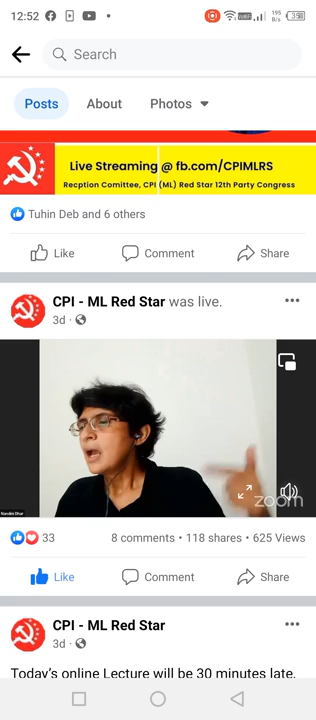 12:52
195
B/s
35
Search
Posts
About
Photos
Live Streaming @ fb.com/CPIMLRS
Recption Comittee, CPI (ML) Red Star 12th Party Congress
Tuhin Deb and 6 others
Like
Comment
Share
CPI - ML Red Star was live.
3d
zoom
33
8 comments • 118 shares • 625 Views
Like
Comment
Share
CPI - ML Red Star
3d
Today's online Lecture will be 30 minutes late.